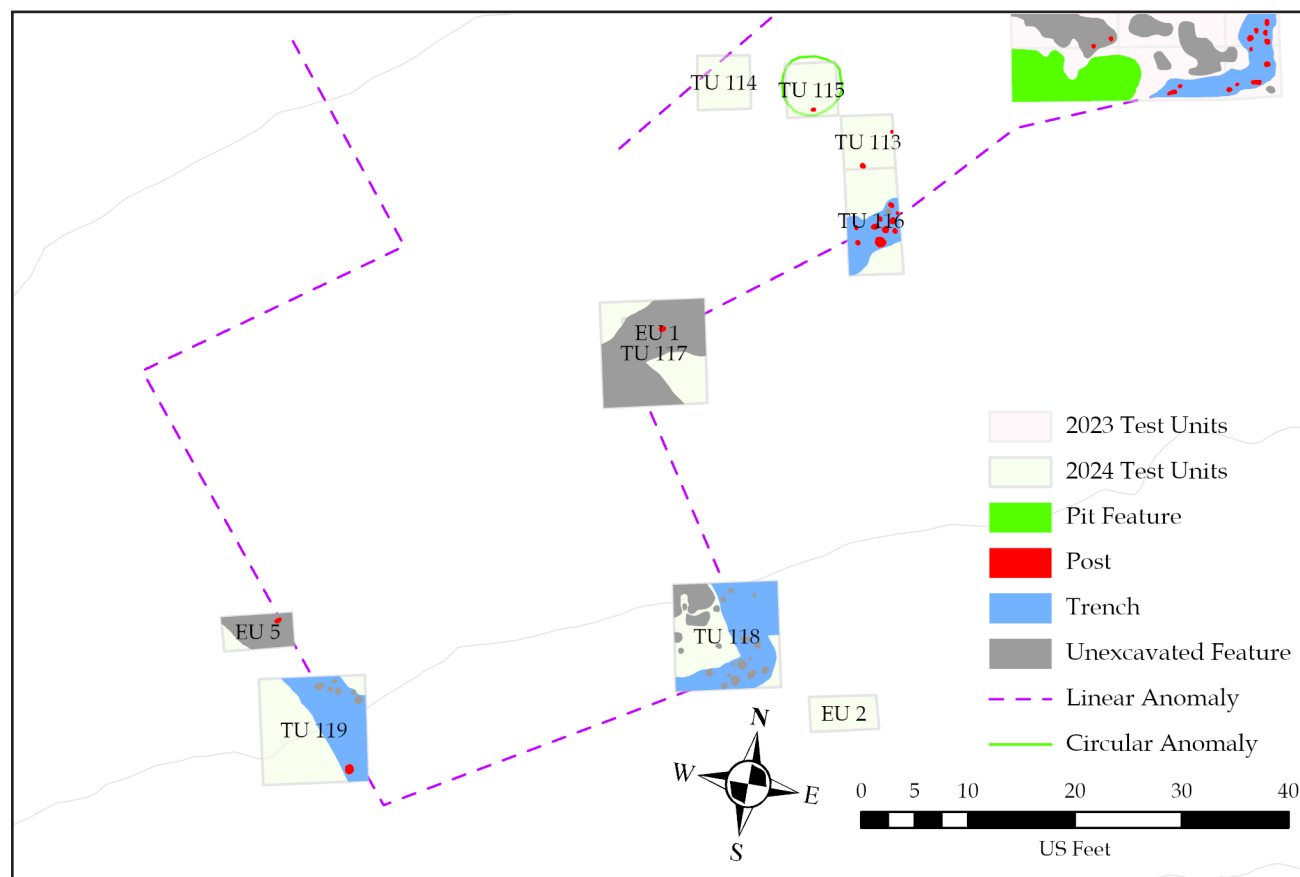 TU 114
TU 115
TU 113
TU 116
EU 1
TU 117
2023 Test Units
2024 Test Units
Pit Feature
Post
Trench
Unexcavated Feature
Linear Anomaly
Circular Anomaly
EU 5
TU 118
TU 119
EU 2
N
W
E
S
0 5 10 20 30 40
US Feet